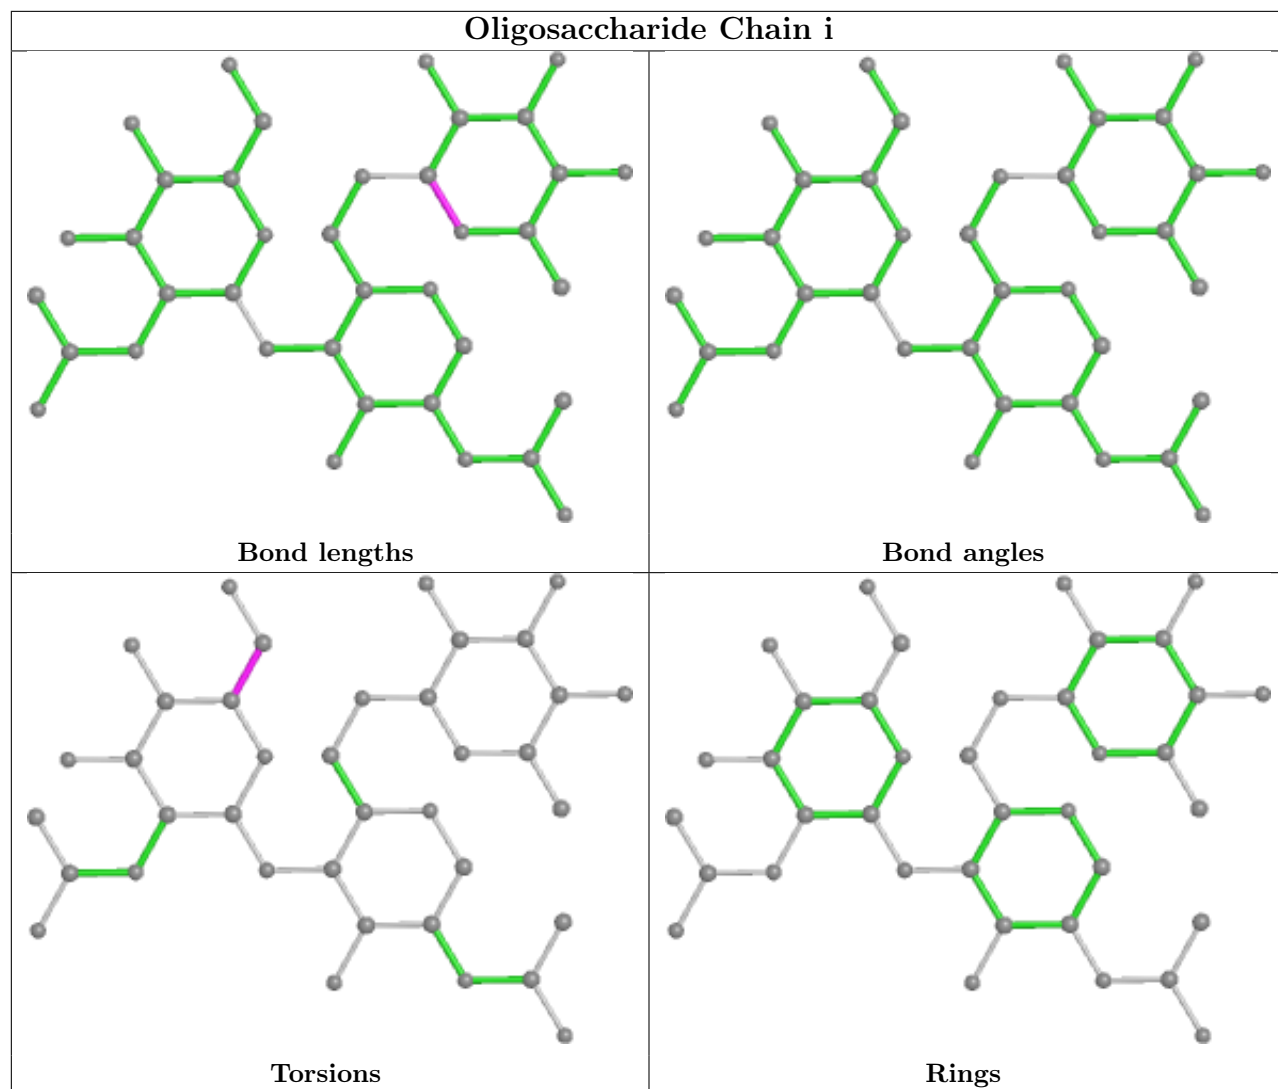 Oligosaccharide Chain i
Bond lengths
Bond angles
Torsions
Rings